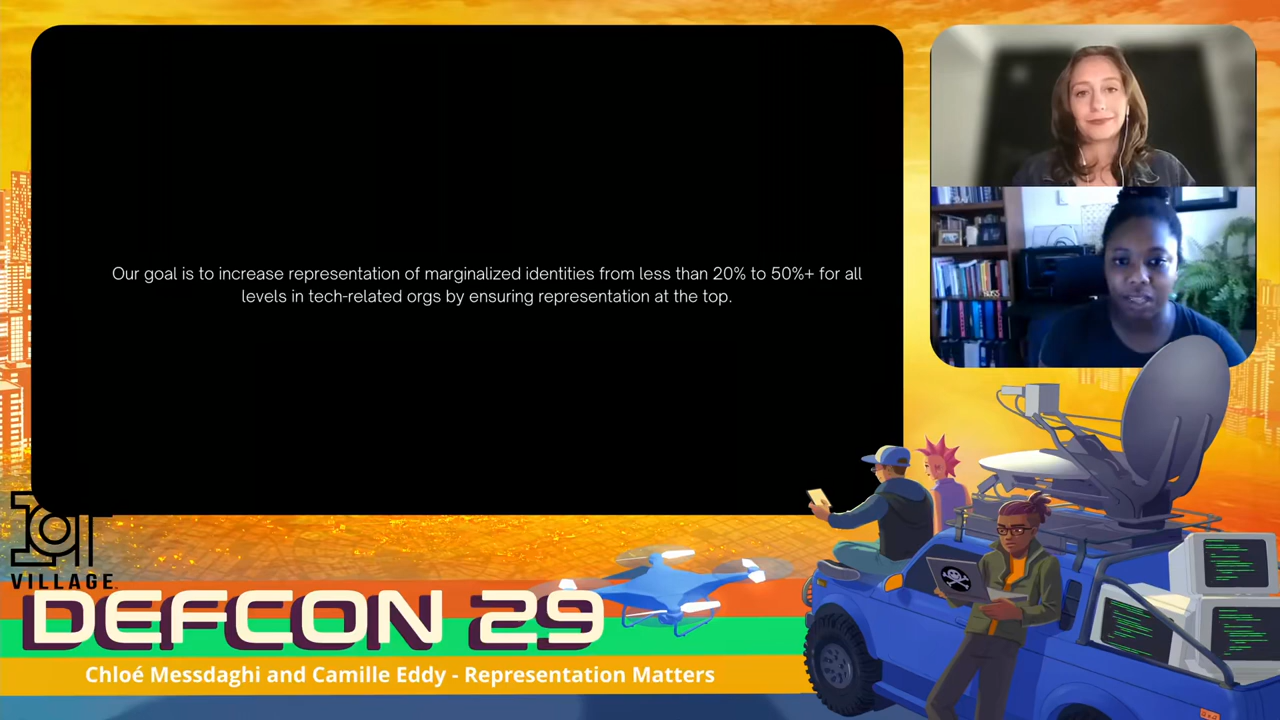 Our goal is to increase representation of marginalized identities from less than 20% to 50%+ for all
levels in tech-related orgs by ensuring representation at the top.
IOT
VILLAGE
DEFCON 29
Chloé Messdaghi and Camille Eddy - Representation Matters